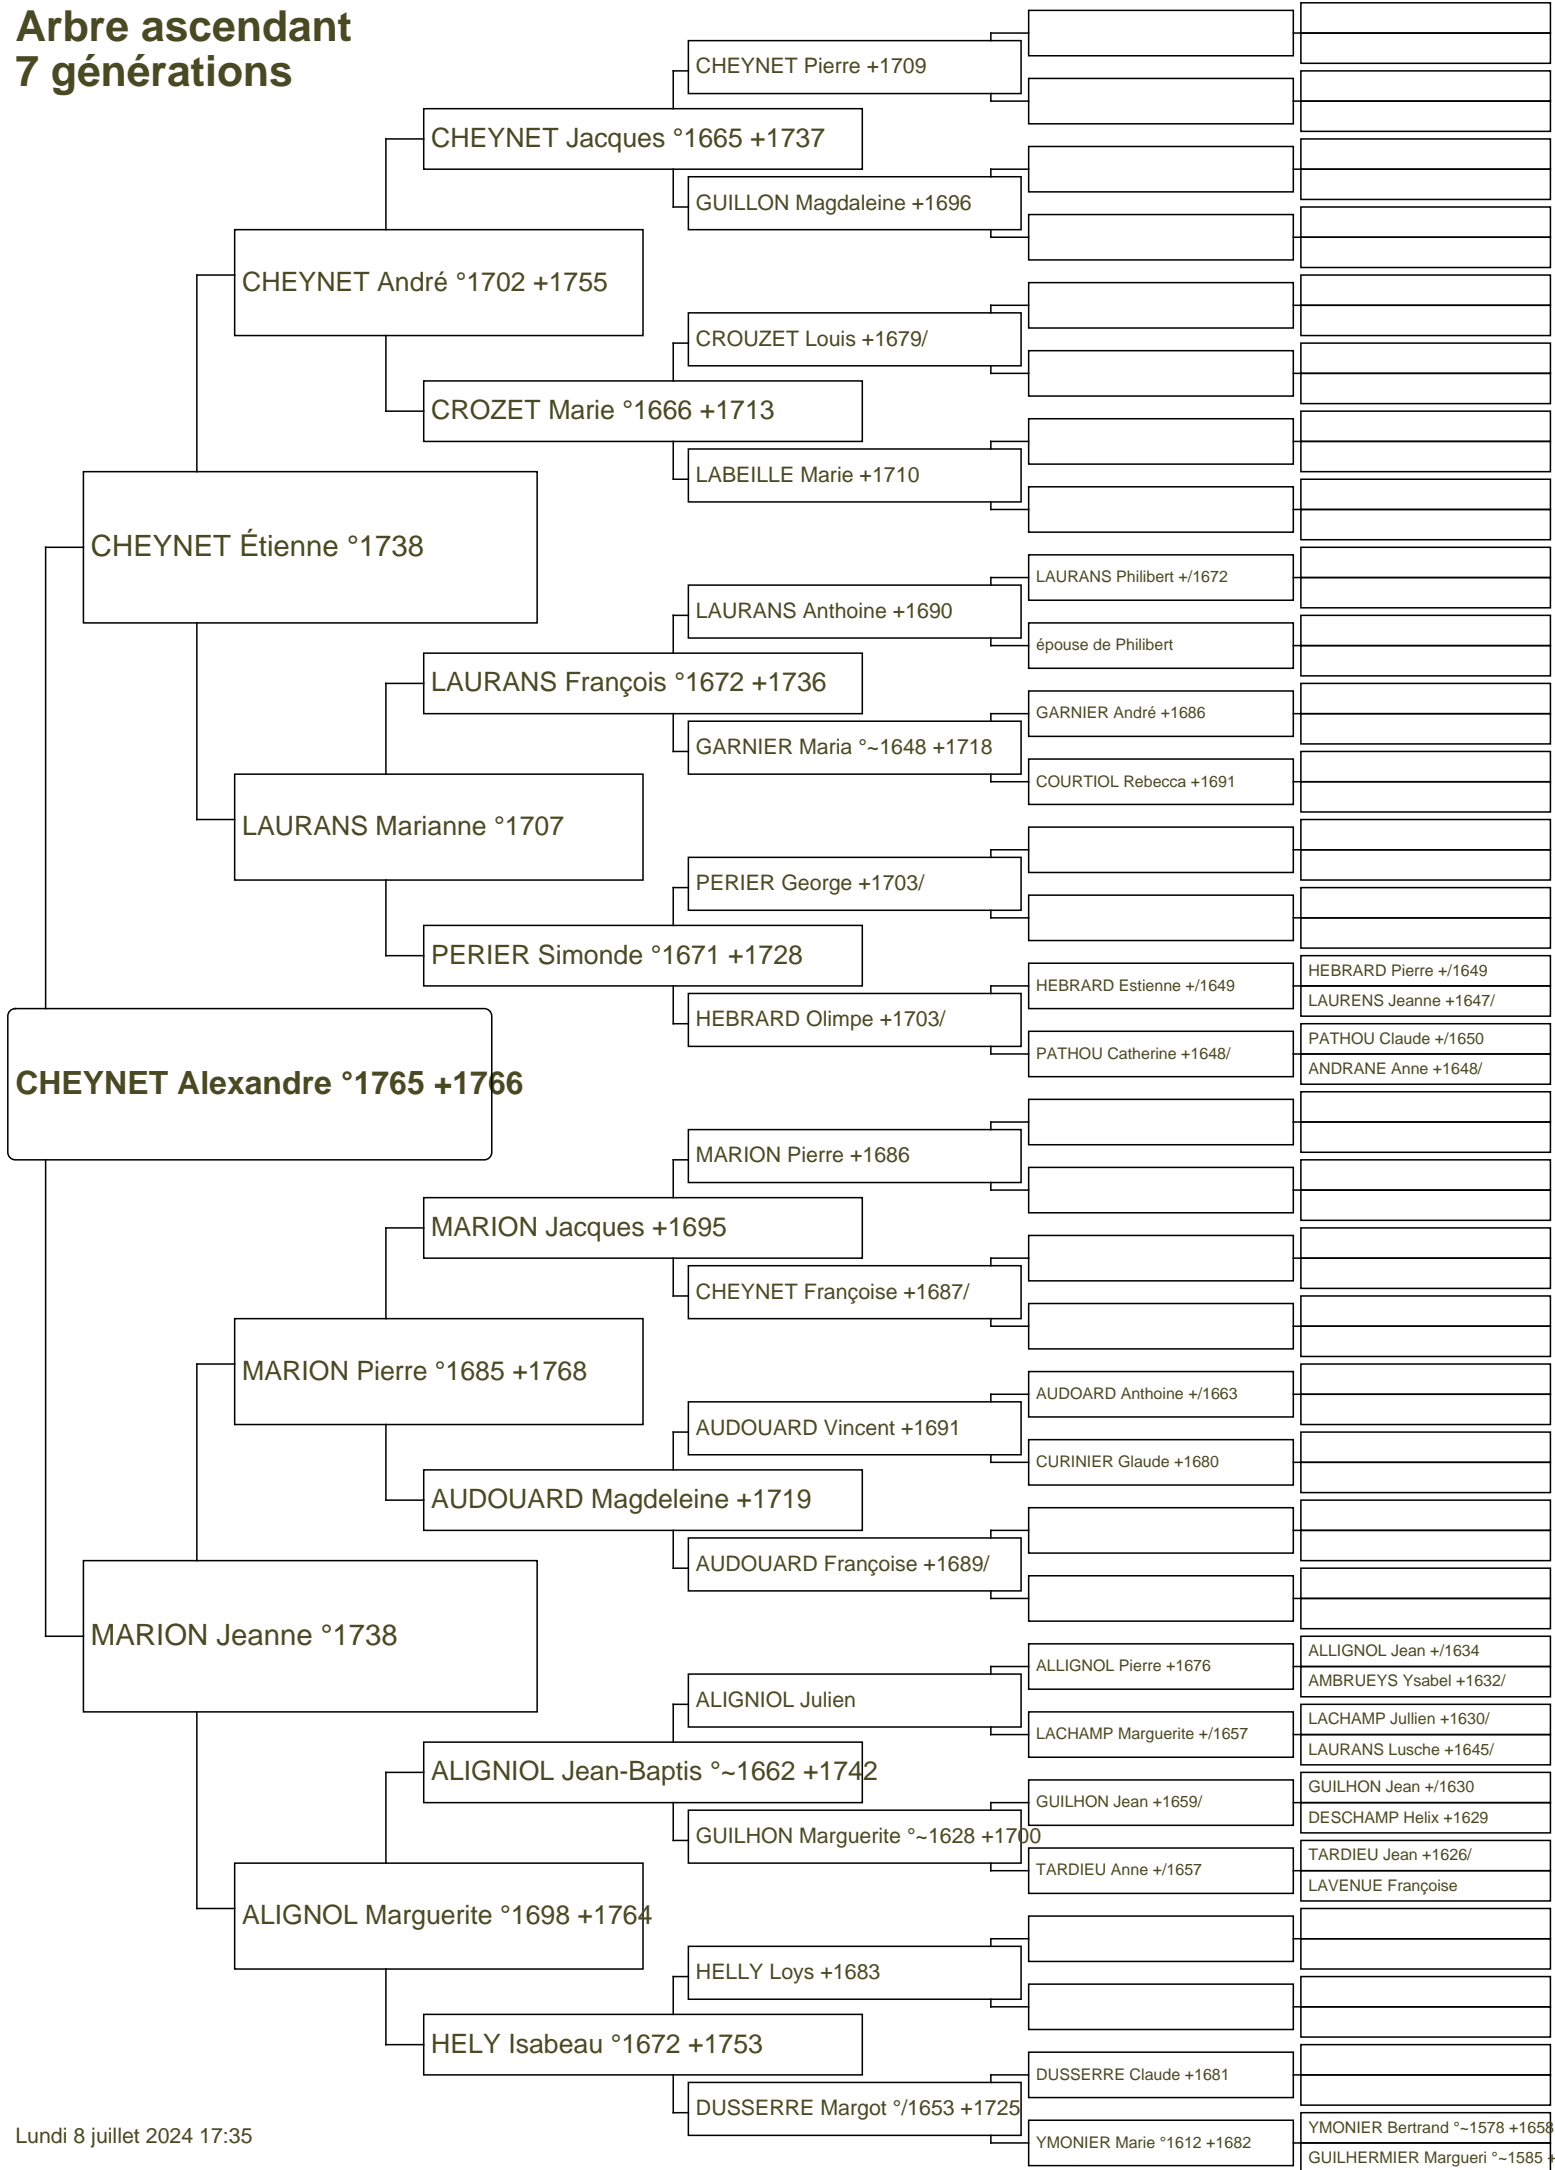 Arbre ascendant
7 générations
CHEYNET Pierre +1709
CHEYNET Jacques °1665 +1737
GUILLON Magdaleine +1696
CHEYNET André °1702 +1755
CROUZET Louis +1679/
CROZET Marie °1666 +1713
LABEILLE Marie +1710
CHEYNET Étienne °1738
LAURANS Philibert +/1672
LAURANS Anthoine +1690
épouse de Philibert
LAURANS François °1672 +1736
GARNIER André +1686
GARNIER Maria °~1648 +1718
COURTIOL Rebecca +1691
LAURANS Marianne °1707
PERIER George +1703/
PERIER Simonde °1671 +1728
HEBRARD Pierre +/1649
HEBRARD Estienne +/1649
LAURENS Jeanne +1647/
HEBRARD Olimpe +1703/
PATHOU Claude +/1650
PATHOU Catherine +1648/
ANDRANE Anne +1648/
CHEYNET Alexandre °1765 +1766
MARION Pierre +1686
MARION Jacques +1695
CHEYNET Françoise +1687/
MARION Pierre °1685 +1768
AUDOARD Anthoine +/1663
AUDOUARD Vincent +1691
CURINIER Glaude +1680
AUDOUARD Magdeleine +1719
AUDOUARD Françoise +1689/
MARION Jeanne °1738
ALLIGNOL Jean +/1634
ALLIGNOL Pierre +1676
AMBRUEYS Ysabel +1632/
ALIGNIOL Julien
LACHAMP Jullien +1630/
LACHAMP Marguerite +/1657
LAURANS Lusche +1645/
ALIGNIOL Jean-Baptis °~1662 +1742
GUILHON Jean +/1630
GUILHON Jean +1659/
DESCHAMP Helix +1629
GUILHON Marguerite °~1628 +1700
TARDIEU Jean +1626/
TARDIEU Anne +/1657
LAVENUE Françoise
ALIGNOL Marguerite °1698 +1764
HELLY Loys +1683
HELY Isabeau °1672 +1753
DUSSERRE Claude +1681
DUSSERRE Margot °/1653 +1725
YMONIER Bertrand °~1578 +1658
YMONIER Marie °1612 +1682
GUILHERMIER Margueri °~1585 +
Lundi 8 juillet 2024 17:35